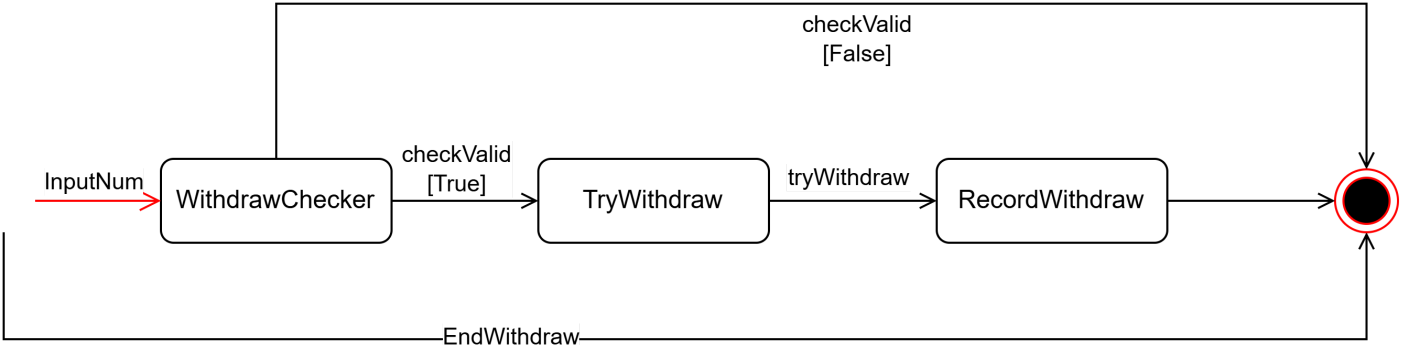 checkValid
[False]
InputNum
WithdrawChecker
checkValid
[True]
TryWithdraw
tryWithdraw
RecordWithdraw
EndWithdraw